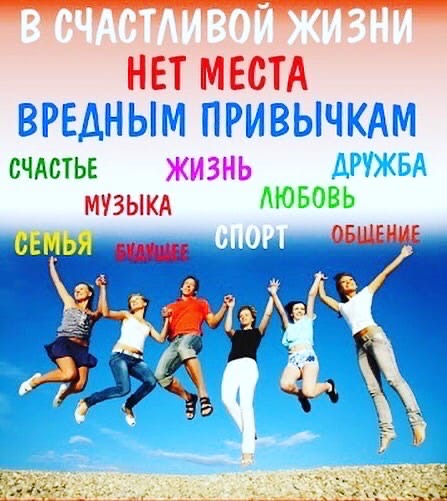 В СЧАСТЛИВОЙ ЖИЗНИ
НЕТ МЕСТА
ВРЕДНЫМ ПРИВЫЧКАМ
СЧАСТЬЕ ЖИЗНЬ ДРУЖБА
МУЗЫКА ЛЮБОВЬ
СЕМЬЯ БУДУЩЕЕ СПОРТ ОБЩЕНИЕ